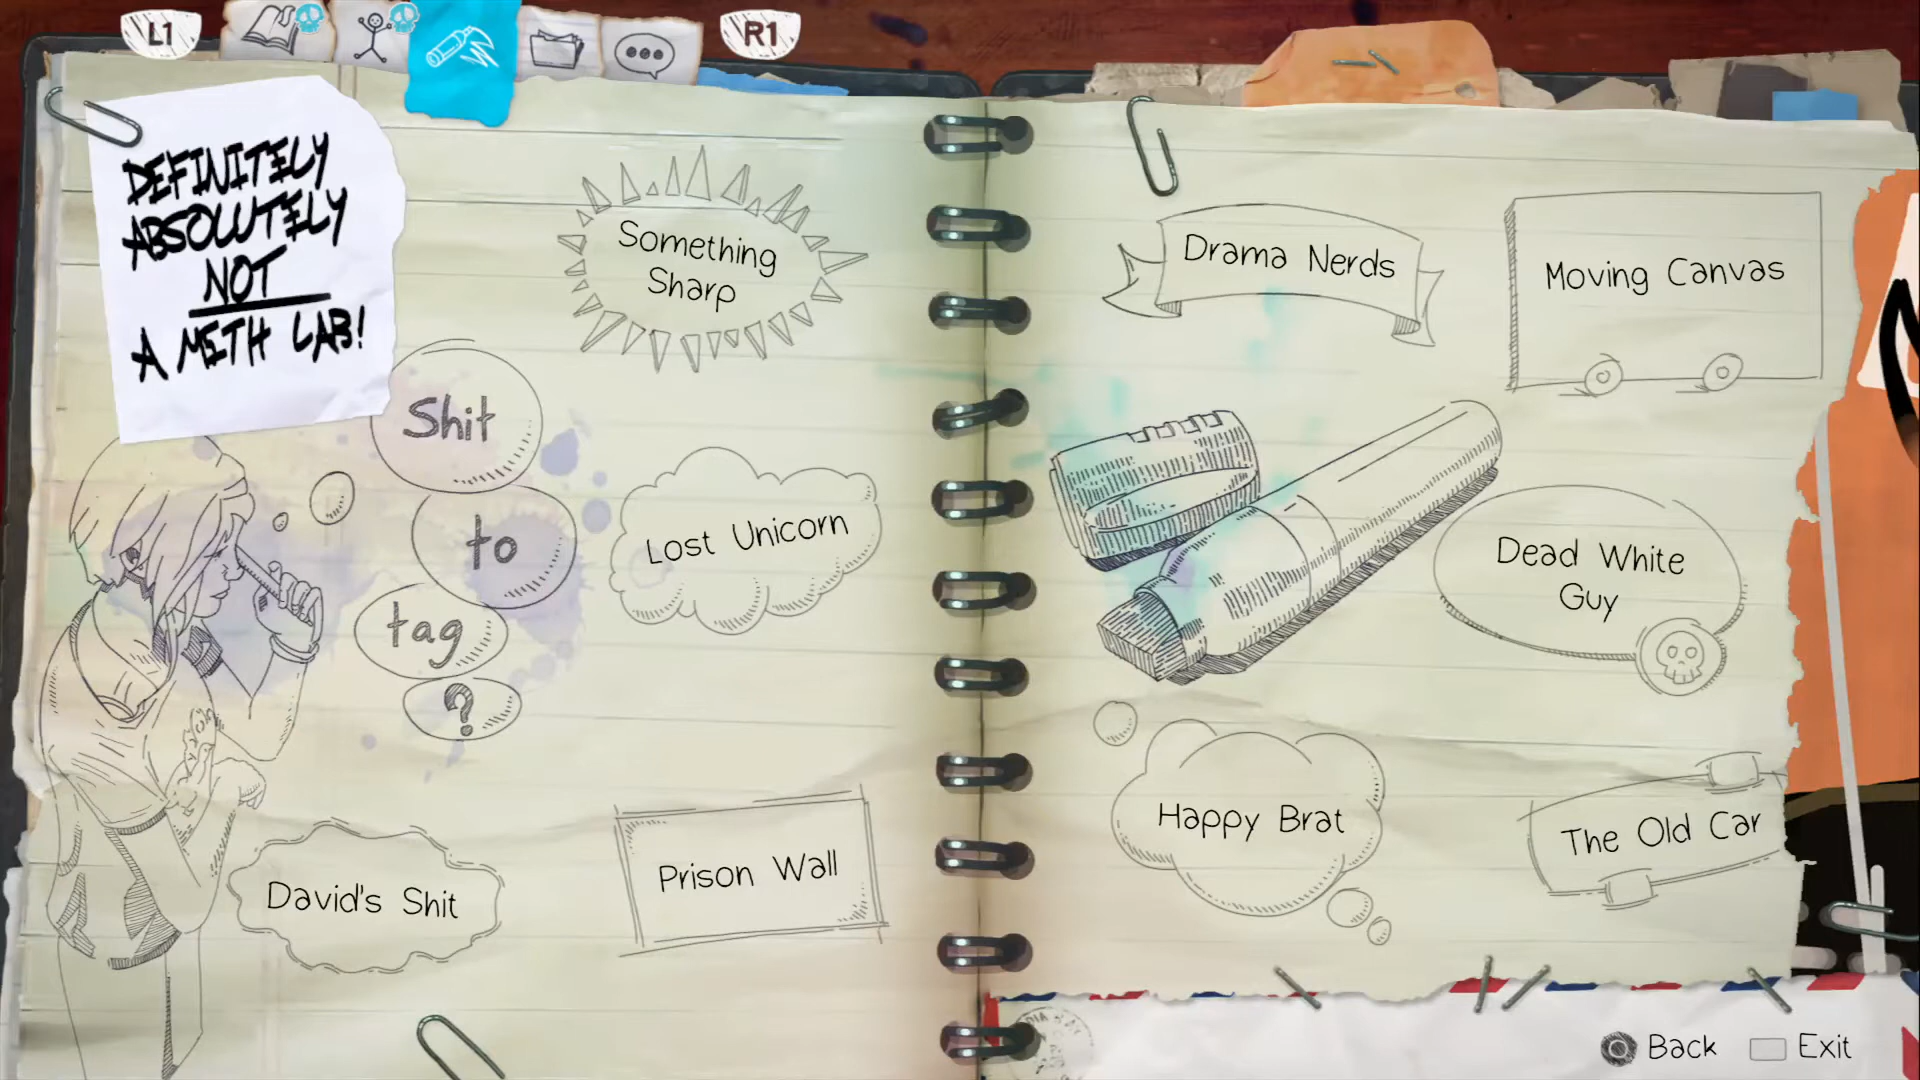 L1
R1
DEFINITELY
ABSOLUTELY
NOT
A METH LAB!
Shit
to
tag
?
Something
Sharp
Lost Unicorn
David's Shit
Prison Wall
Drama Nerds
Moving Canvas
Dead White
Guy
Happy Brat
The Old Car
Back
Exit